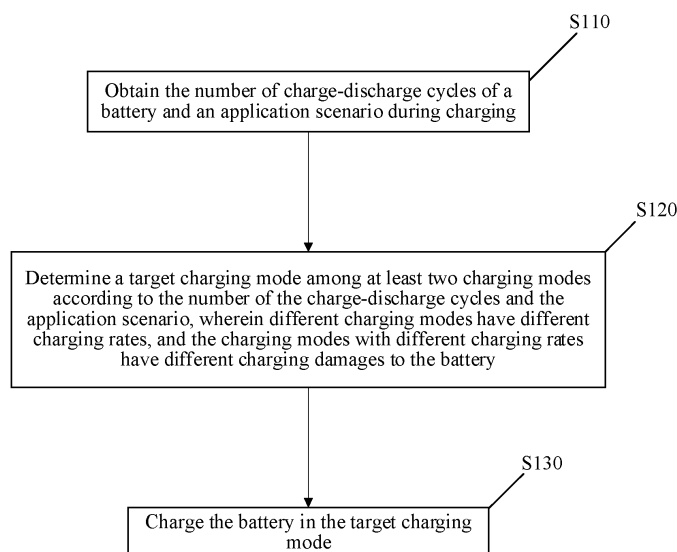 S110
Obtain the number of charge-discharge cycles of a
battery and an application scenario during charging
S120
Determine a target charging mode among at least two charging modes
according to the number of the charge-discharge cycles and the
application scenario, wherein different charging modes have different
charging rates, and the charging modes with different charging rates
have different charging damages to the battery
S130
Charge the battery in the target charging
mode